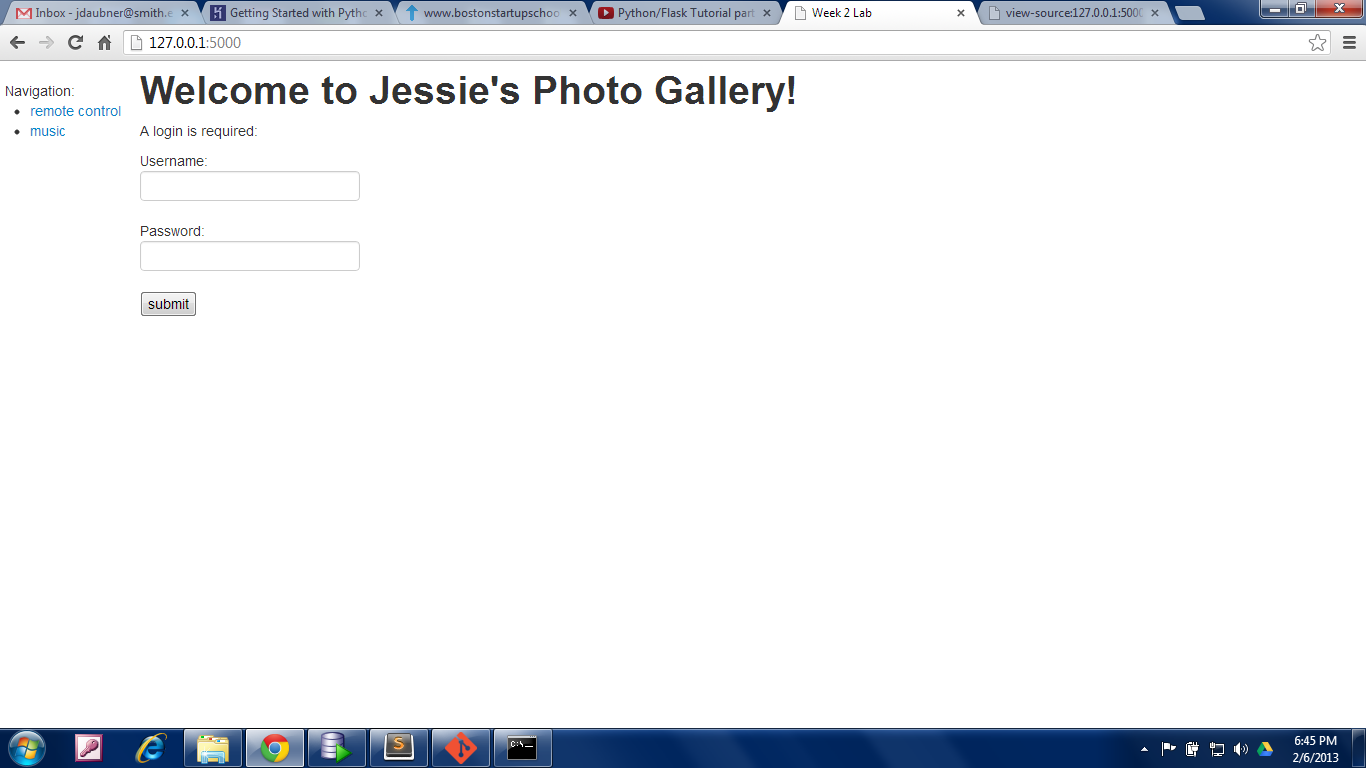 Inbox - jdaubner@smith.e
Getting Started with Pytho
www.bostonstartupschoo
Python/Flask Tutorial part
Week 2 Lab
view-source:127.0.0.1:5000
127.0.0.1:5000
Navigation:
remote control
music
Welcome to Jessie's Photo Gallery!
A login is required:
Username:
Password:
submit
C:\
6:45 PM
2/6/2013